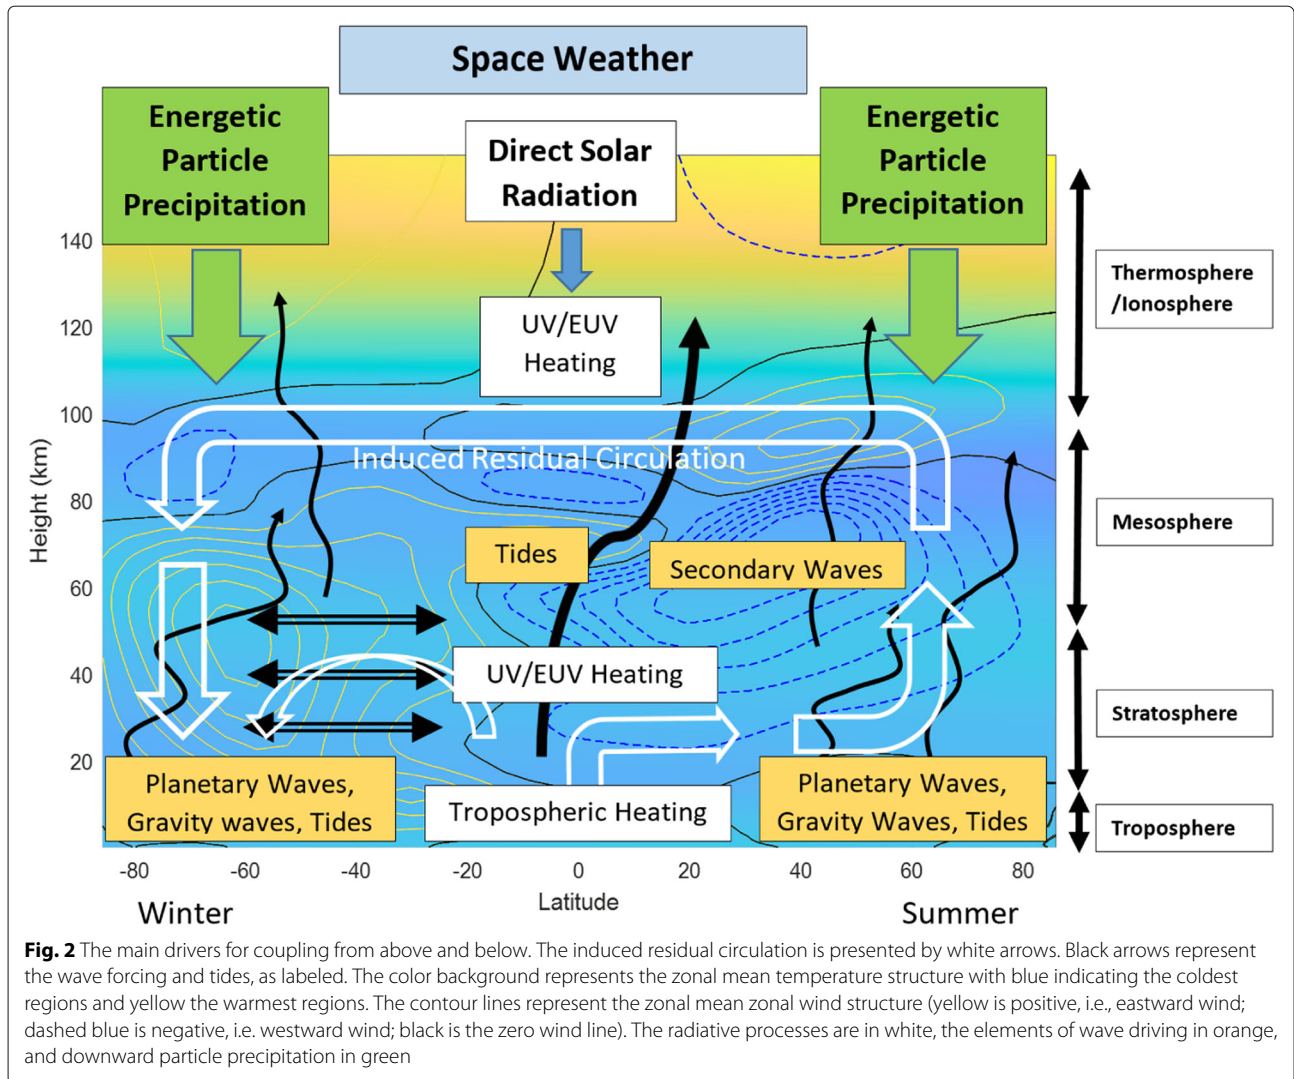 Space Weather
Energetic
Particle
Precipitation
Direct Solar
Radiation
Energetic
Particle
Precipitation
140
120
100
80
60
40
20
Height (km)
UV/EUV
Heating
Induced Residual Circulation
Tides
Secondary Waves
UV/EUV Heating
Planetary Waves,
Gravity waves, Tides
Tropospheric Heating
Planetary Waves,
Gravity Waves, Tides
Thermosphere
/Ionosphere
Mesosphere
Stratosphere
Troposphere
-80 -60 -40 -20 0 20 40 60 80
Latitude
Winter
Summer
Fig. 2 The main drivers for coupling from above and below. The induced residual circulation is presented by white arrows. Black arrows represent
the wave forcing and tides, as labeled. The color background represents the zonal mean temperature structure with blue indicating the coldest
regions and yellow the warmest regions. The contour lines represent the zonal mean zonal wind structure (yellow is positive, i.e., eastward wind;
dashed blue is negative, i.e. westward wind; black is the zero wind line). The radiative processes are in white, the elements of wave driving in orange,
and downward particle precipitation in green